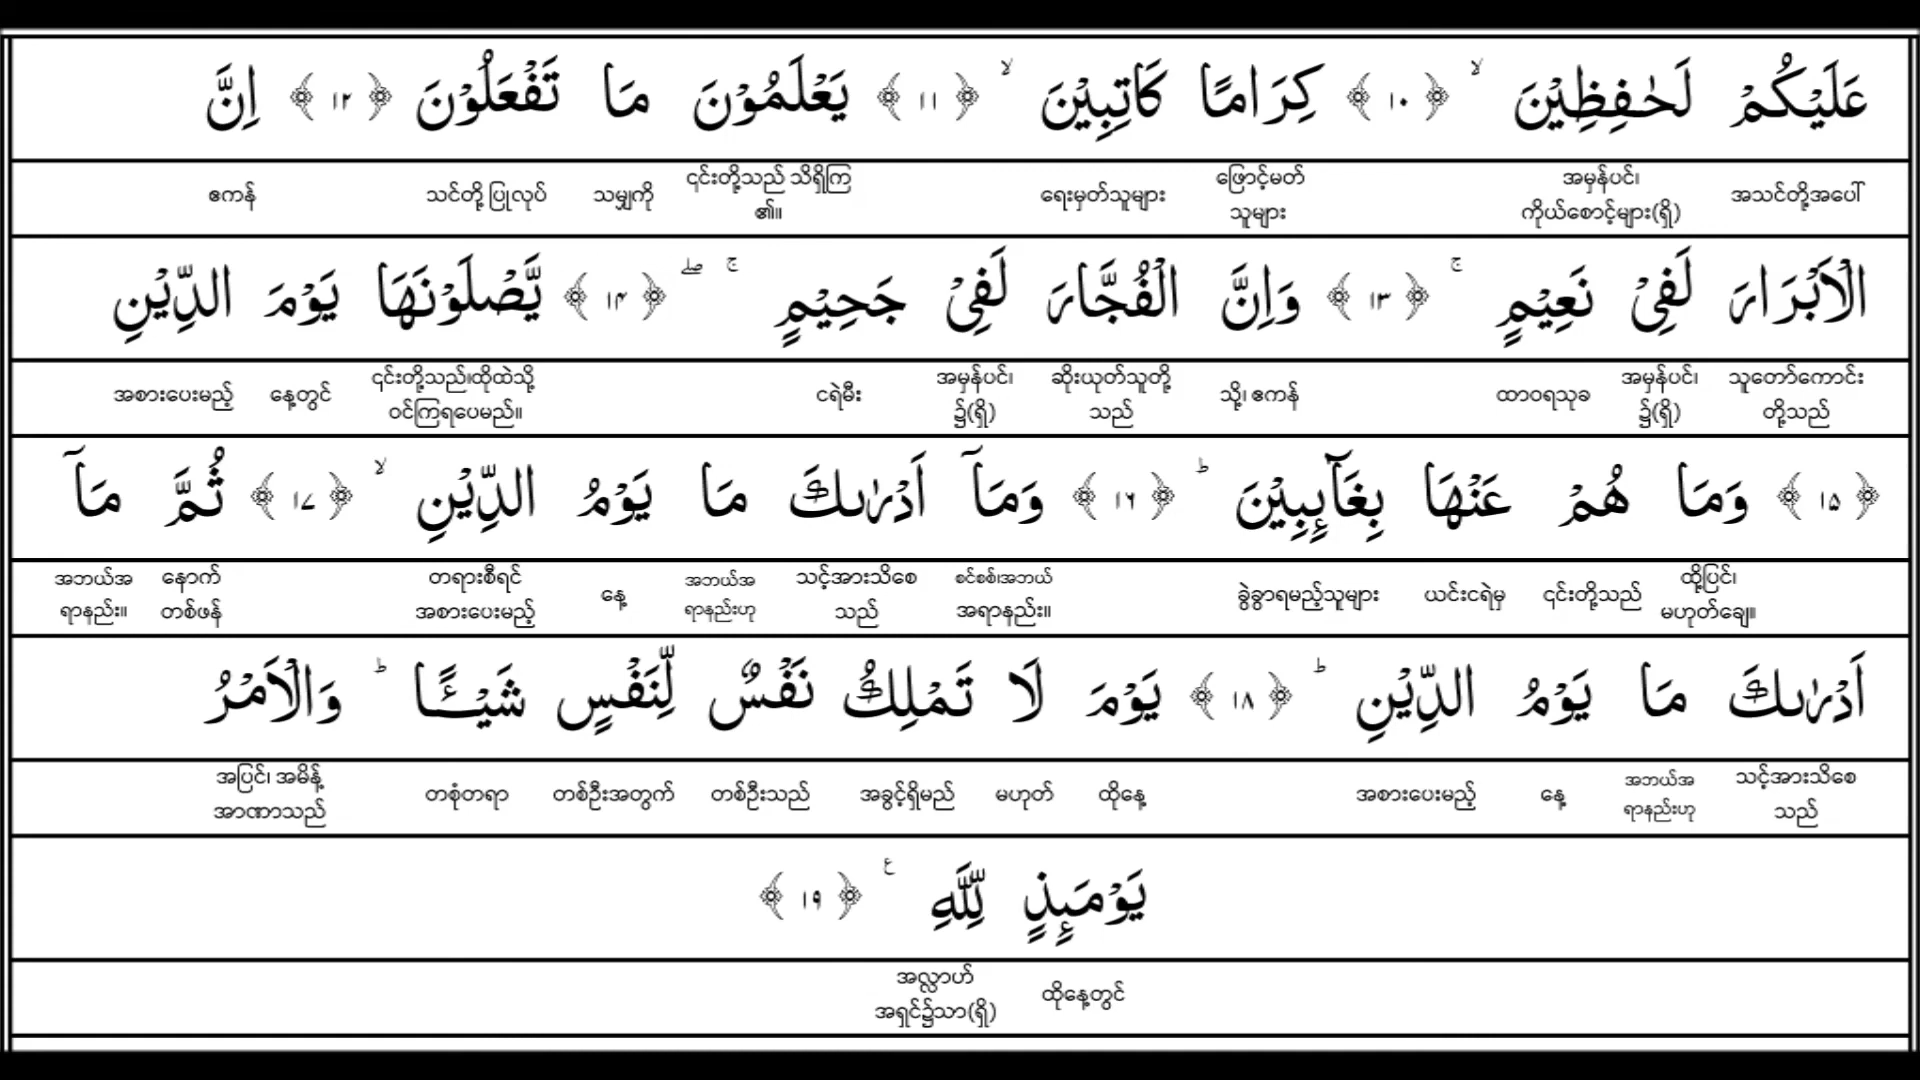 عَلَيْكُمْ لَحٰفِظِيْنَ ۙ ﴿١٠﴾ كِرَامًا كَاتِبِيْنَ ۙ ﴿١١﴾ يَعْلَمُوْنَ مَا تَفْعَلُوْنَ ﴿١٢﴾ اِنَّ
အသင်တို့အပေါ် အမှန်ပင်၊ ကိုယ်စောင့်များ(ရှိ) ဖြောင့်မတ်သူများ ရေးမှတ်သူများ ၎င်းတို့သည် သိရှိကြ၏။ သမျှကို သင်တို့ ပြုလုပ် ဧကန်
الْاَبْرَارَ لَفِىْ نَعِيْمٍ ۚ ﴿١٣﴾ وَاِنَّ الْفُجَّارَ لَفِىْ جَحِيْمٍ ۚ ۖ ﴿١۴﴾ يَّصْلَوْنَهَا يَوْمَ الدِّيْنِ
သူတော်ကောင်းတို့သည် အမှန်ပင်၊ ၌(ရှိ) ထာဝရသုခ သို့၊ ဧကန် ဆိုးယုတ်သူတို့သည် အမှန်ပင်၊ ၌(ရှိ) ငရဲမီး ၎င်းတို့သည်၊ထိုထဲသို့ ဝင်ကြရပေမည်။ နေ့တွင် အစားပေးမည့်
﴿١۵﴾ وَمَا هُمْ عَنْهَا بِغَآٮِٕبِيْنَ ؕ ﴿١۶﴾ وَمَاۤ اَدْرٰٮكَ مَا يَوْمُ الدِّيْنِ ۙ ﴿١۷﴾ ثُمَّ مَاۤ
ထို့ပြင်၊ မဟုတ်ချေ။ ၎င်းတို့သည် ယင်းငရဲမှ ခွဲခွာရမည့်သူများ စင်စစ်၊အဘယ်အရာနည်း။ သင့်အားသိစေသည် အဘယ်အရာနည်းဟု နေ့ တရားစီရင် အစားပေးမည့် နောက်တစ်ဖန် အဘယ်အရာနည်း။
اَدْرٰٮكَ مَا يَوْمُ الدِّيْنِ ؕ ﴿١۸﴾ يَوْمَ لَا تَمْلِكُ نَفْسٌ لِّنَفْسٍ شَيْـًٔـا ؕ وَالْاَمْرُ
သင့်အားသိစေသည် အဘယ်အရာနည်းဟု နေ့ အစားပေးမည့် ထိုနေ့ မဟုတ် အခွင့်ရှိမည် တစ်ဦးသည် တစ်ဦးအတွက် တစုံတရာ အပြင်၊ အမိန့်အာဏာသည်
يَوْمَٮِٕذٍ لِّلّٰهِ ۧ ﴿١۹﴾
ထိုနေ့တွင် အလ္လာဟ် အရှင်၌သာ(ရှိ)